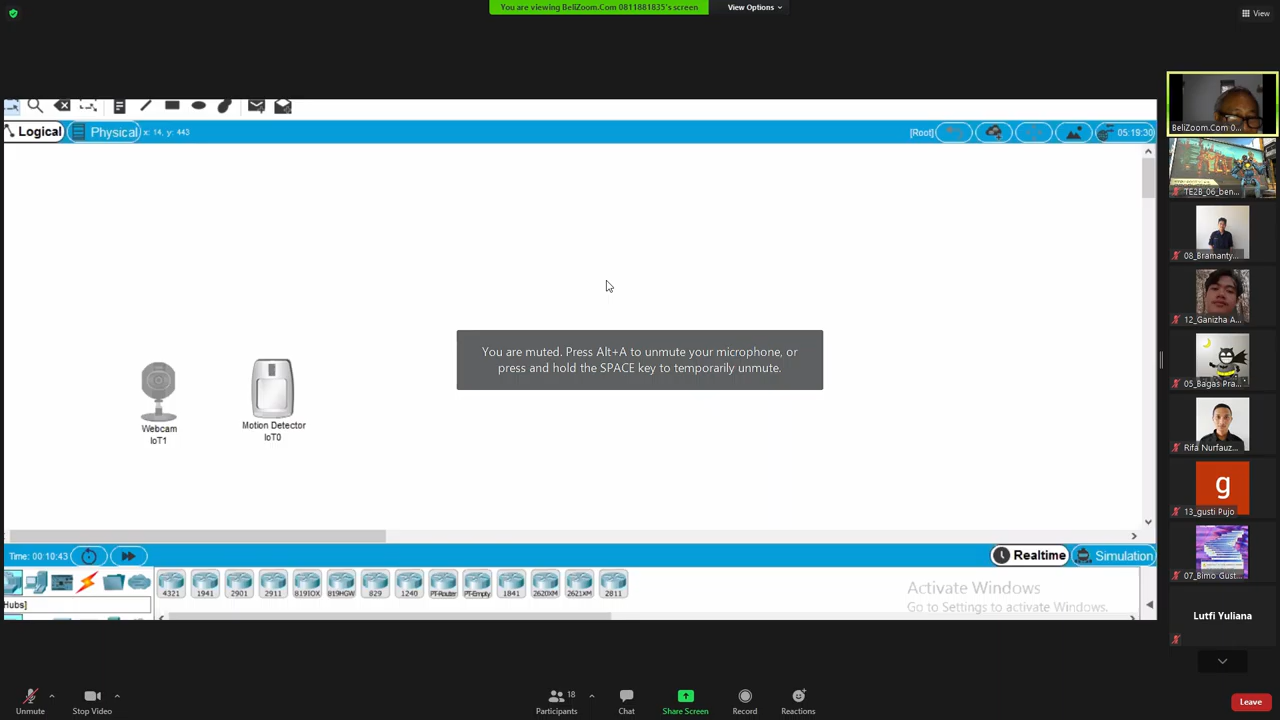 You are viewing BeliZoom.Com 0811881835's screen
View Options
View
Logical
Physical
x: 14, y: 443
[Root]
05:19:30
BeliZoom.Com 0...
TE2B_06_ben...
08_Bramanty...
12_Ganizha A...
05_Bagas Pra...
Rifa Nurfauz...
g
13_gusti Pujo
07_Bimo Gust...
Lutfi Yuliana
You are muted. Press Alt+A to unmute your microphone, or
press and hold the SPACE key to temporarily unmute.
Webcam
IoT1
Motion Detector
IoT0
Time: 00:10:43
Realtime
Simulation
4321
1941
2901
2911
819IOX
819HGW
829
1240
PT-Router
PT-Empty
1841
2620XM
2621XM
2811
Hubs]
Activate Windows
Go to Settings to activate Windows.
Unmute
Stop Video
18
Participants
Chat
Share Screen
Record
Reactions
Leave